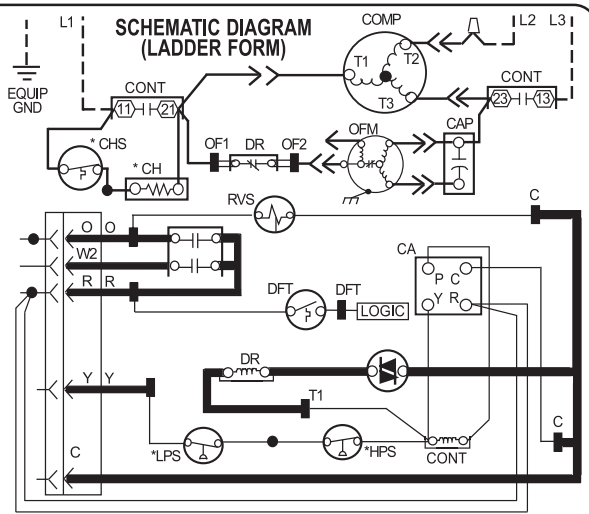 SCHEMATIC DIAGRAM
(LADDER FORM)
L1
COMP
L2 L3
EQUIP
GND
T1
T2
T3
CONT
11 21
CONT
23 13
* CHS
* CH
OF1 DR OF2
OFM
CAP
RVS
C
O O
W2
R R
DFT
DFT
LOGIC
CA
P C
Y R
DR
T1
Y Y
C
*LPS
*HPS
CONT
C